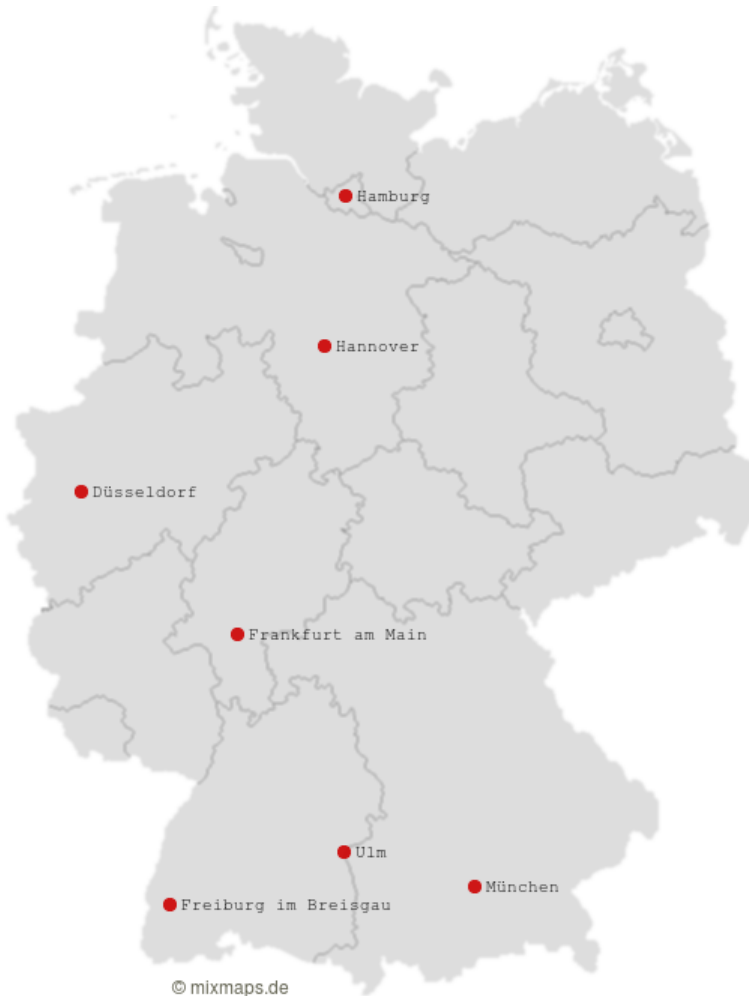 Hamburg
Hannover
Düsseldorf
Frankfurt am Main
Ulm
München
Freiburg im Breisgau
© mixmaps.de